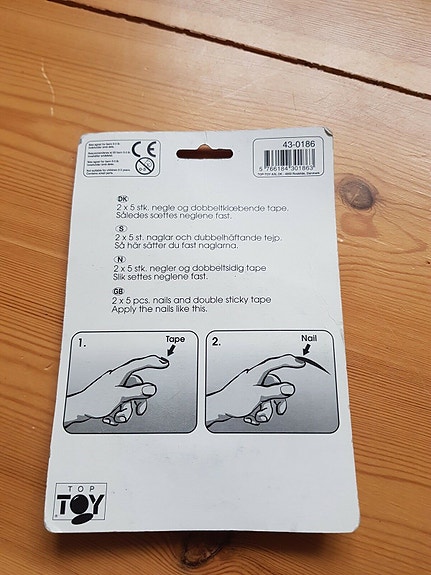 43-0186
5 766184 301863
DK
2 x 5 stk. negle og dobbeltklæbende tape.
Således sættes neglene fast.
S
2 x 5 st. naglar och dubbelhäftande tejp.
Så här sätter du fast naglarna.
N
2 x 5 stk. negler og dobbeltsidig tape
Slik settes neglene fast.
GB
2 x 5 pcs. nails and double sticky tape
Apply the nails like this.
1. Tape
2. Nail
TOP
TOY